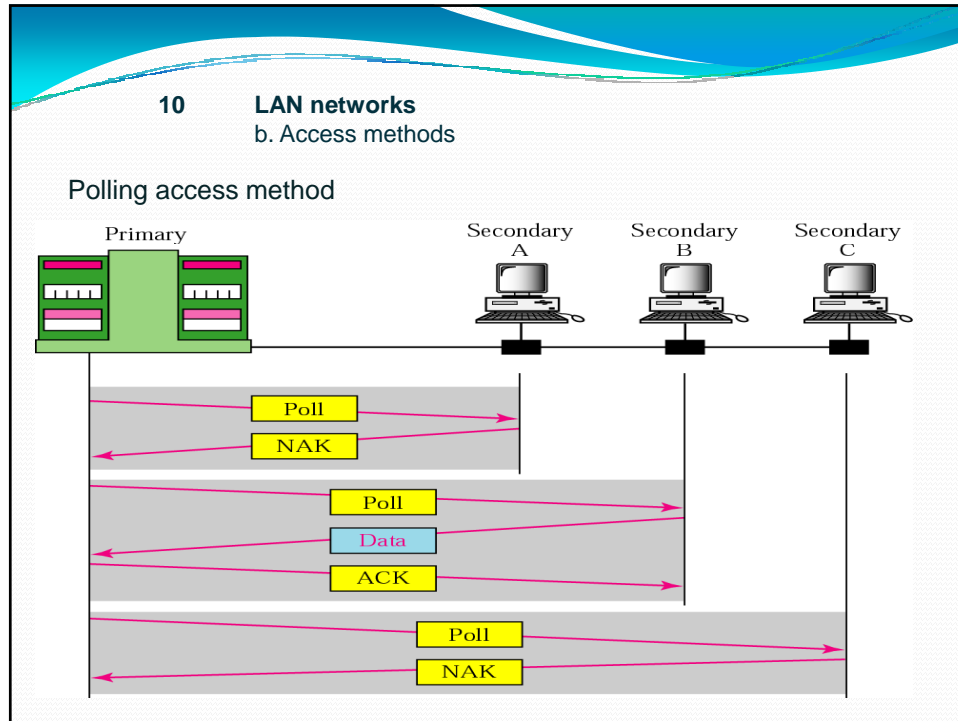 10 LAN networks
b. Access methods
Polling access method
Primary
Secondary
A
Secondary
B
Secondary
C
Poll
NAK
Poll
Data
ACK
Poll
NAK